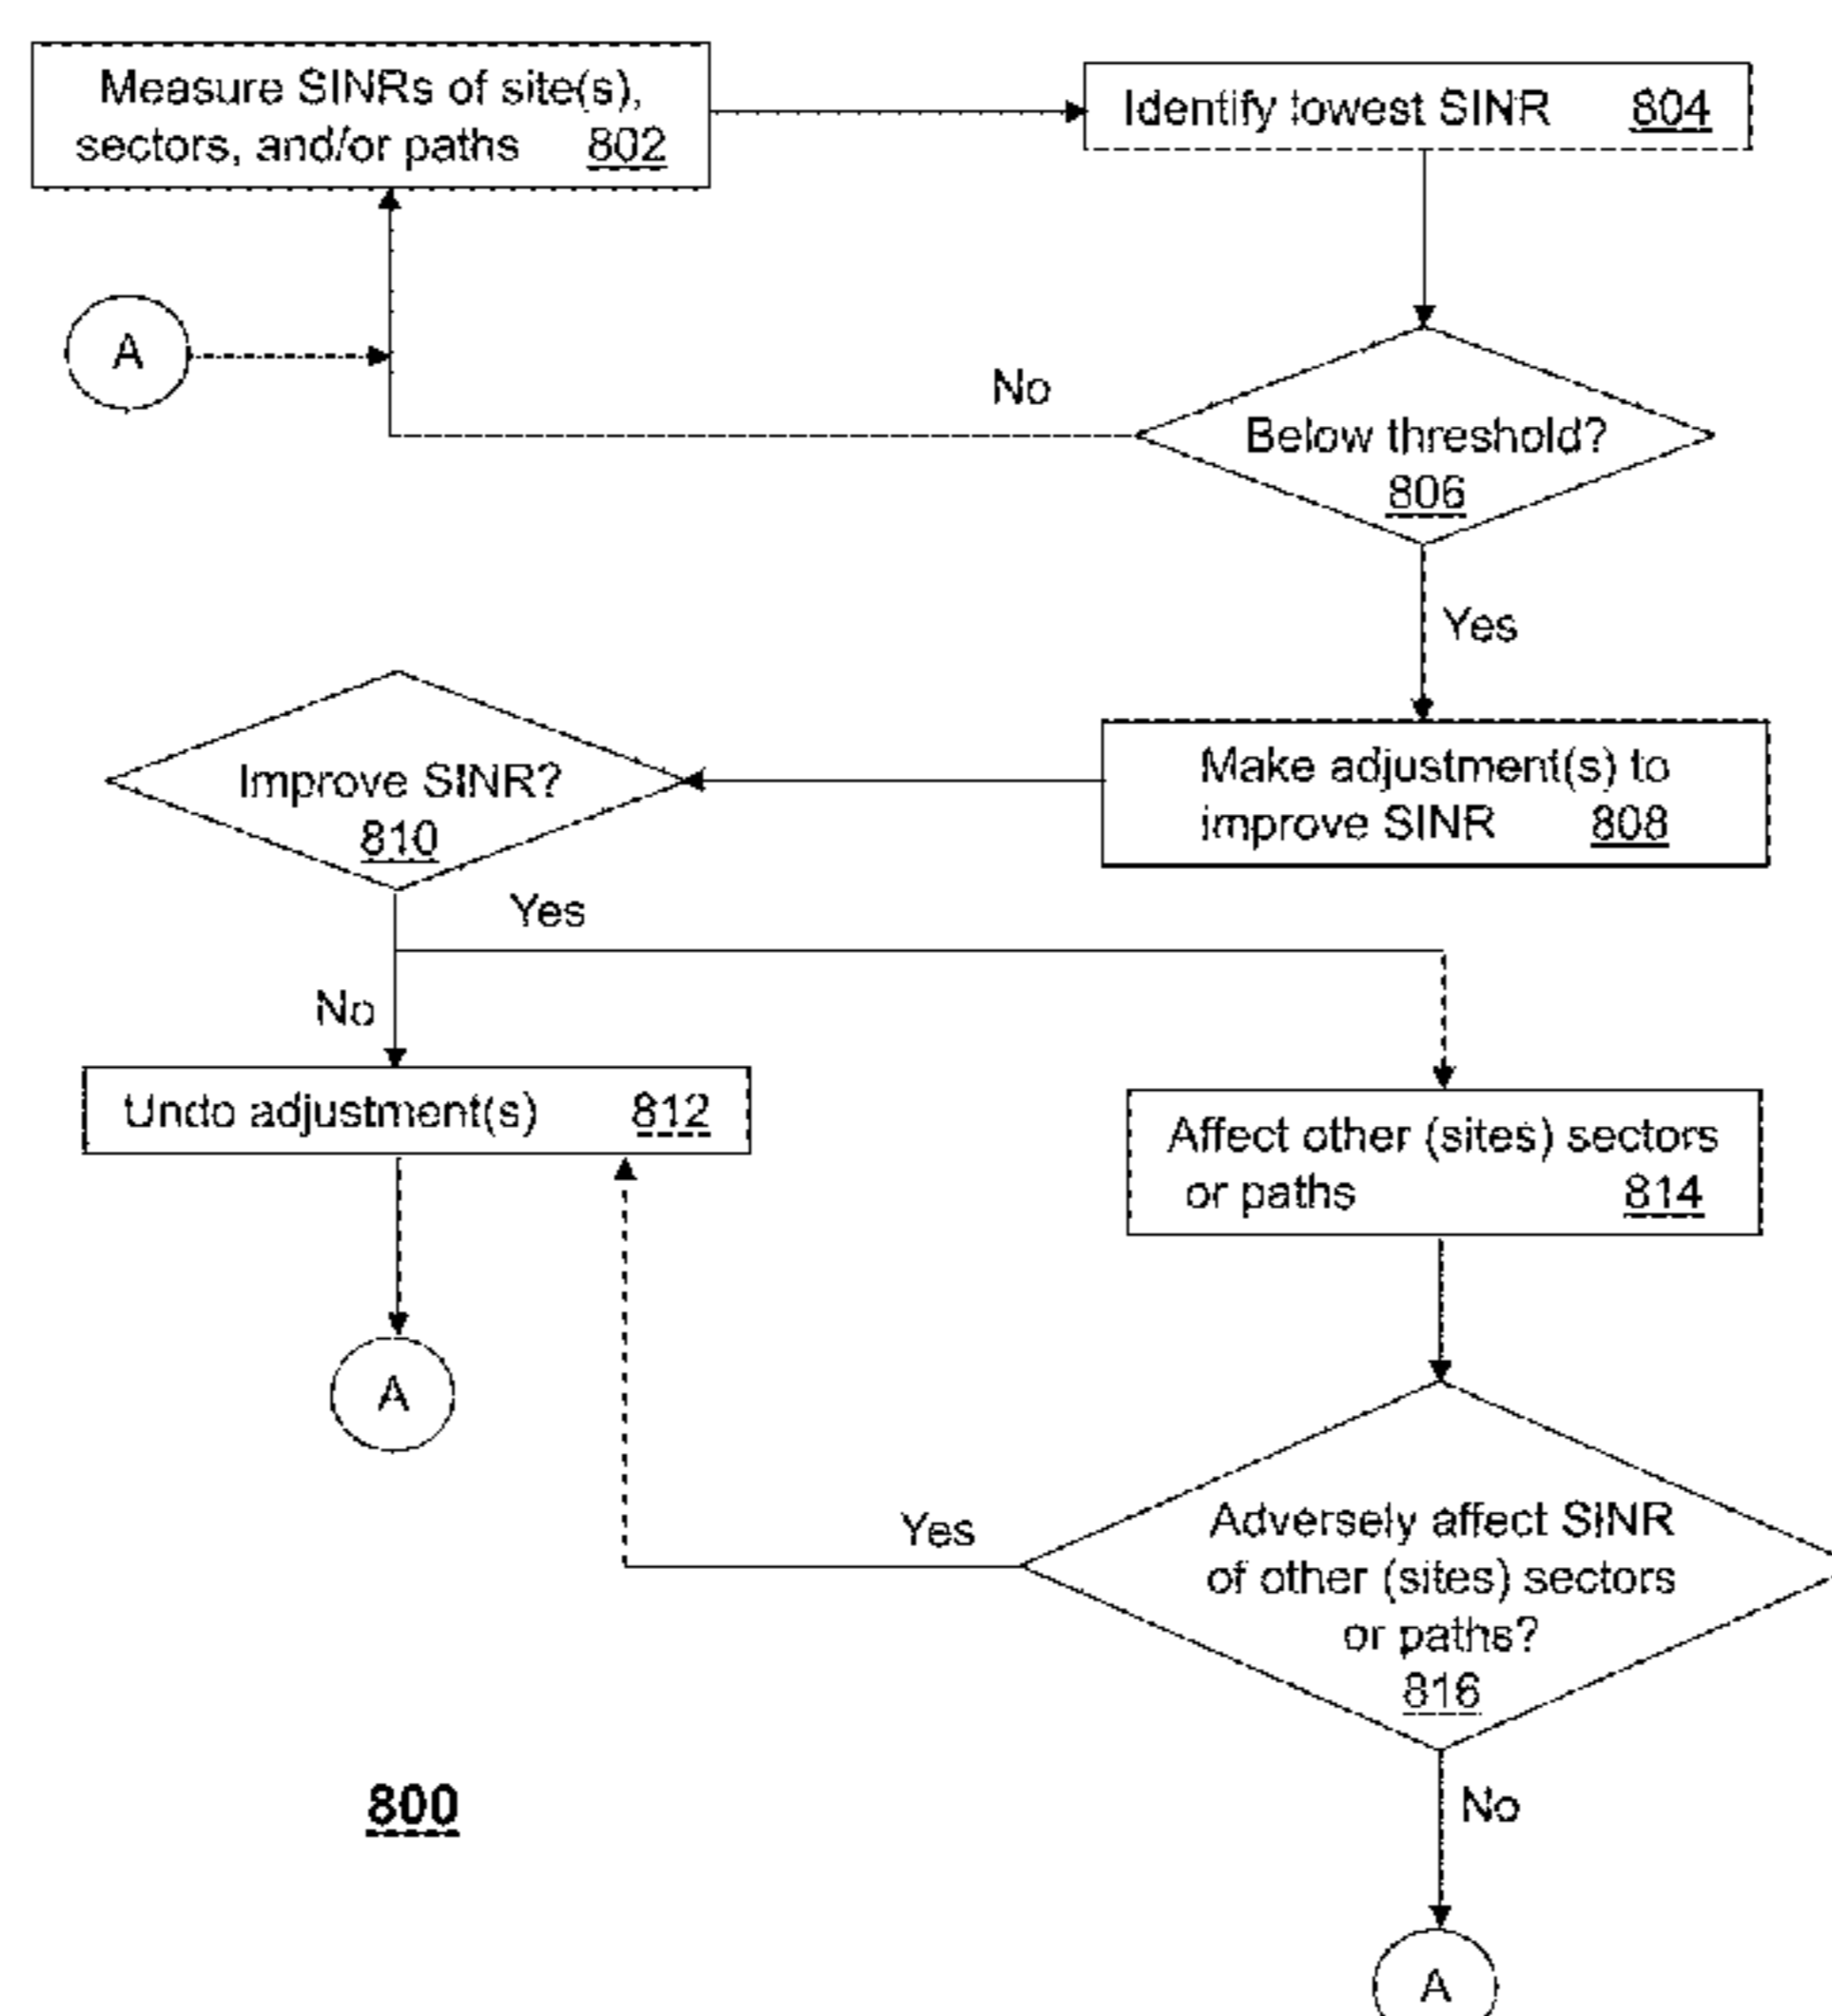 Measure SINRs of site(s),
sectors, and/or paths 802
Identify lowest SINR 804
A
No
Below threshold?
806
Yes
Improve SINR?
810
Make adjustment(s) to
improve SINR 808
Yes
No
Undo adjustment(s) 812
Affect other (sites) sectors
or paths 814
A
Yes
Adversely affect SINR
of other (sites) sectors
or paths?
816
800
No
A